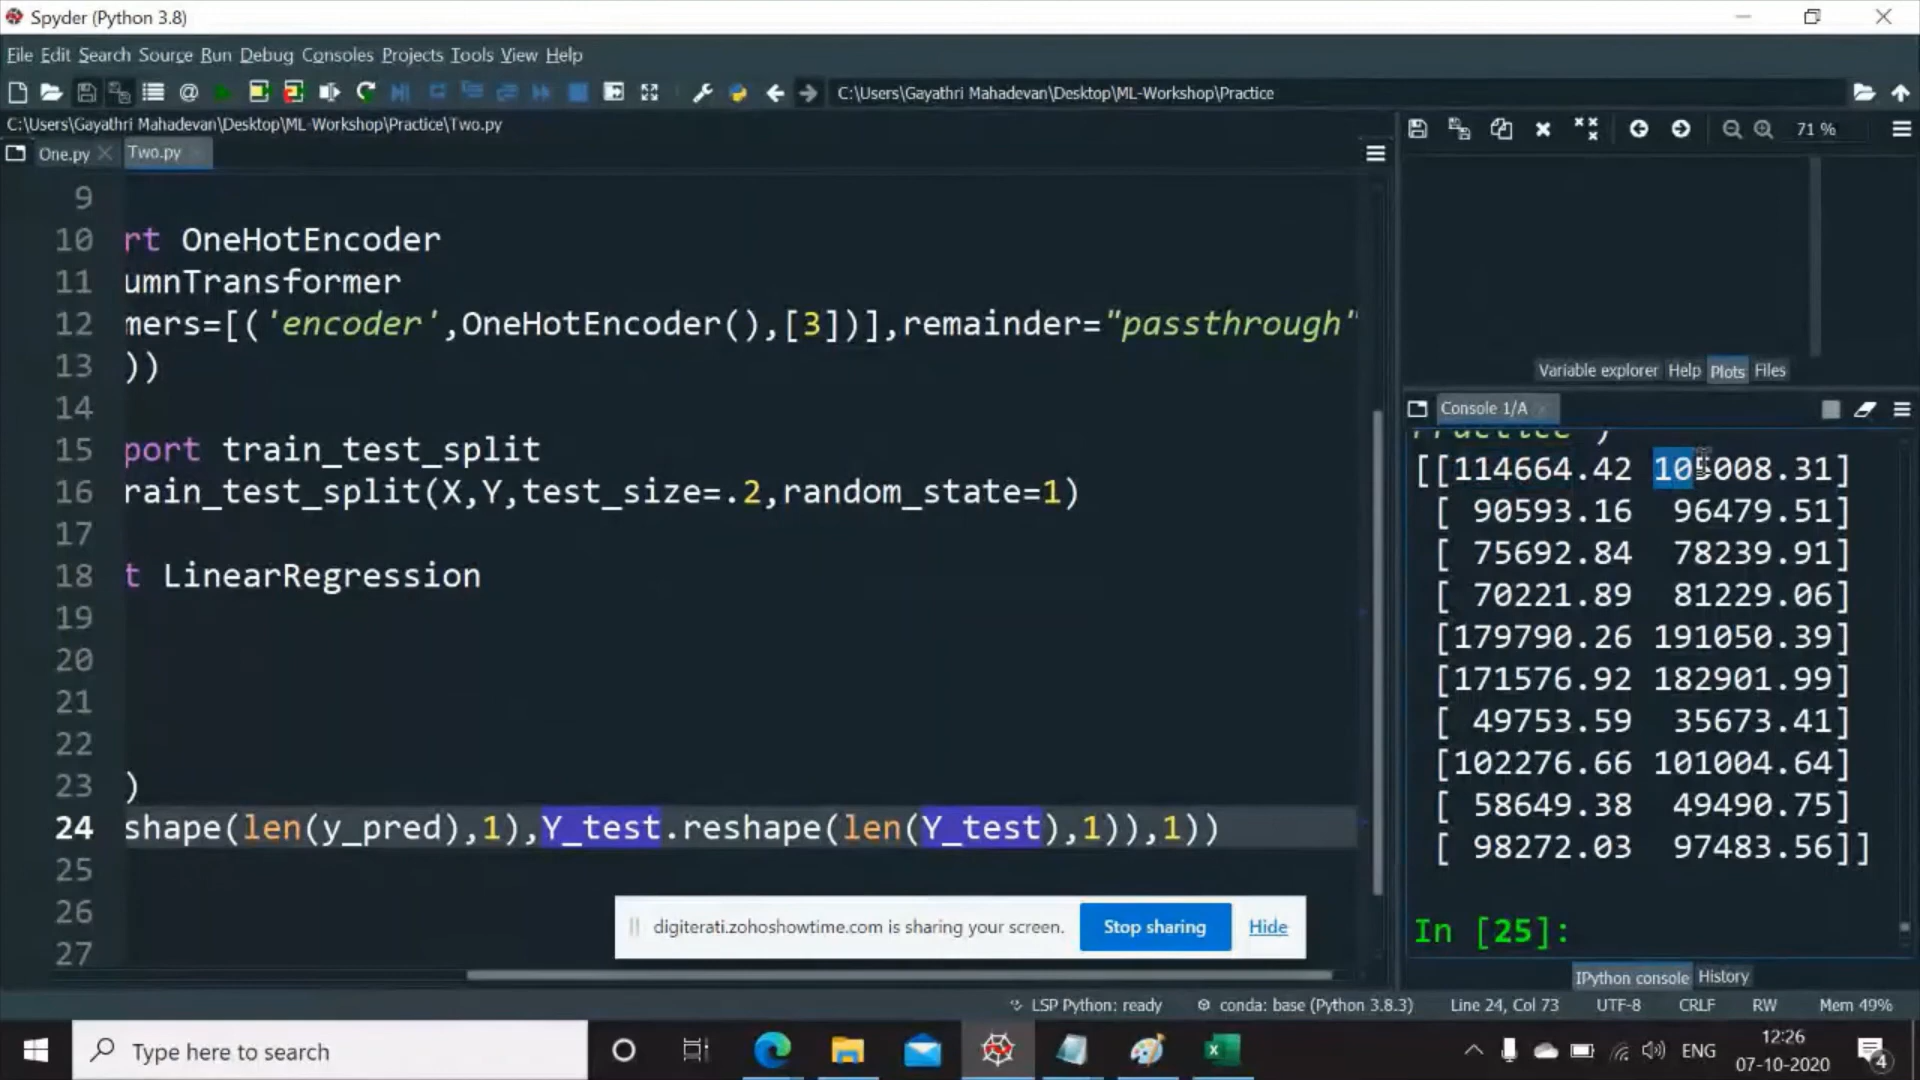 Spyder (Python 3.8)
File Edit Search Source Run Debug Consoles Projects Tools View Help
C:\Users\Gayathri Mahadevan\Desktop\ML-Workshop\Practice
C:\Users\Gayathri Mahadevan\Desktop\ML-Workshop\Practice\Two.py
One.py
Two.py
71 %
9
10 rt OneHotEncoder
11 umnTransformer
12 mers=[('encoder',OneHotEncoder(),[3])],remainder="passthrough"
13 ))
14
15 port train_test_split
16 rain_test_split(X,Y,test_size=.2,random_state=1)
17
18 t LinearRegression
19
20
21
22
23 )
24 shape(len(y_pred),1),Y_test.reshape(len(Y_test),1)),1))
25
26
27
Variable explorer Help Plots Files
Console 1/A
Practice')
[[114664.42 105008.31]
[ 90593.16 96479.51]
[ 75692.84 78239.91]
[ 70221.89 81229.06]
[179790.26 191050.39]
[171576.92 182901.99]
[ 49753.59 35673.41]
[102276.66 101004.64]
[ 58649.38 49490.75]
[ 98272.03 97483.56]]
In [25]:
digiterati.zohoshowtime.com is sharing your screen. Stop sharing Hide
IPython console History
LSP Python: ready conda: base (Python 3.8.3) Line 24, Col 73 UTF-8 CRLF RW Mem 49%
Type here to search
ENG
12:26
07-10-2020
4